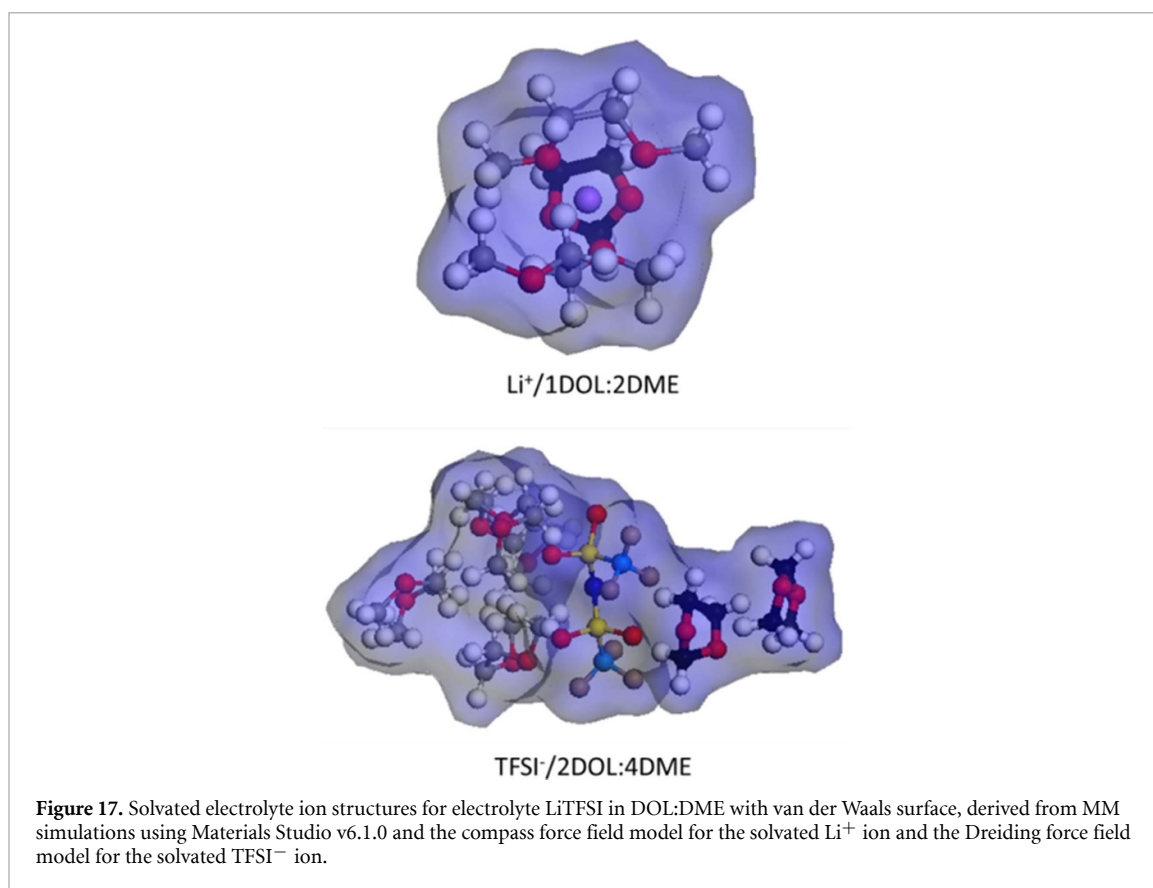 Li⁺/1DOL:2DME
TFSI⁻/2DOL:4DME
Figure 17. Solvated electrolyte ion structures for electrolyte LiTFSI in DOL:DME with van der Waals surface, derived from MM
simulations using Materials Studio v6.1.0 and the compass force field model for the solvated Li⁺ ion and the Dreiding force field
model for the solvated TFSI⁻ ion.